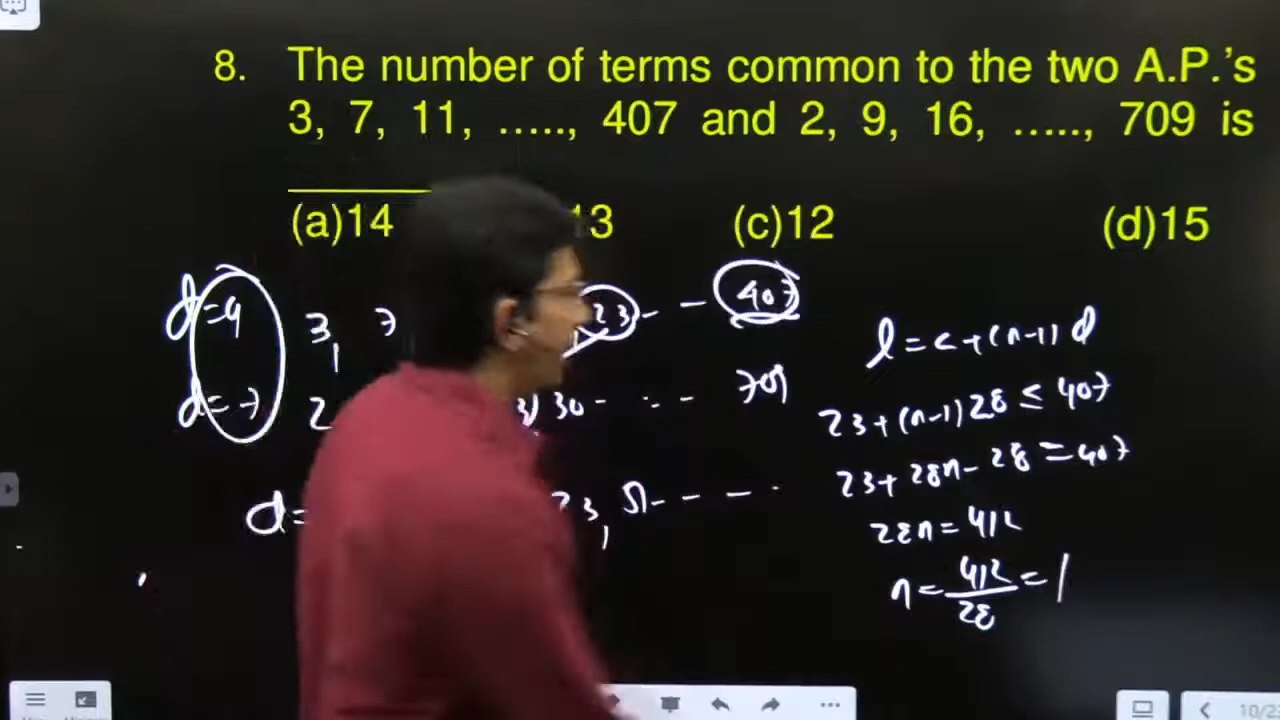 8. The number of terms common to the two A.P.'s
3, 7, 11, ....., 407 and 2, 9, 16, ....., 709 is
(a)14 13 (c)12 (d)15
d=4 3, 7 23 - - 407
d=7 2 30 - - - 709
d= 23, 51 - - - -
l = a + (n-1) d
23+(n-1)28 ≤ 407
23+28n-28 = 407
28n = 412
n = 412/28 = 1
10/2